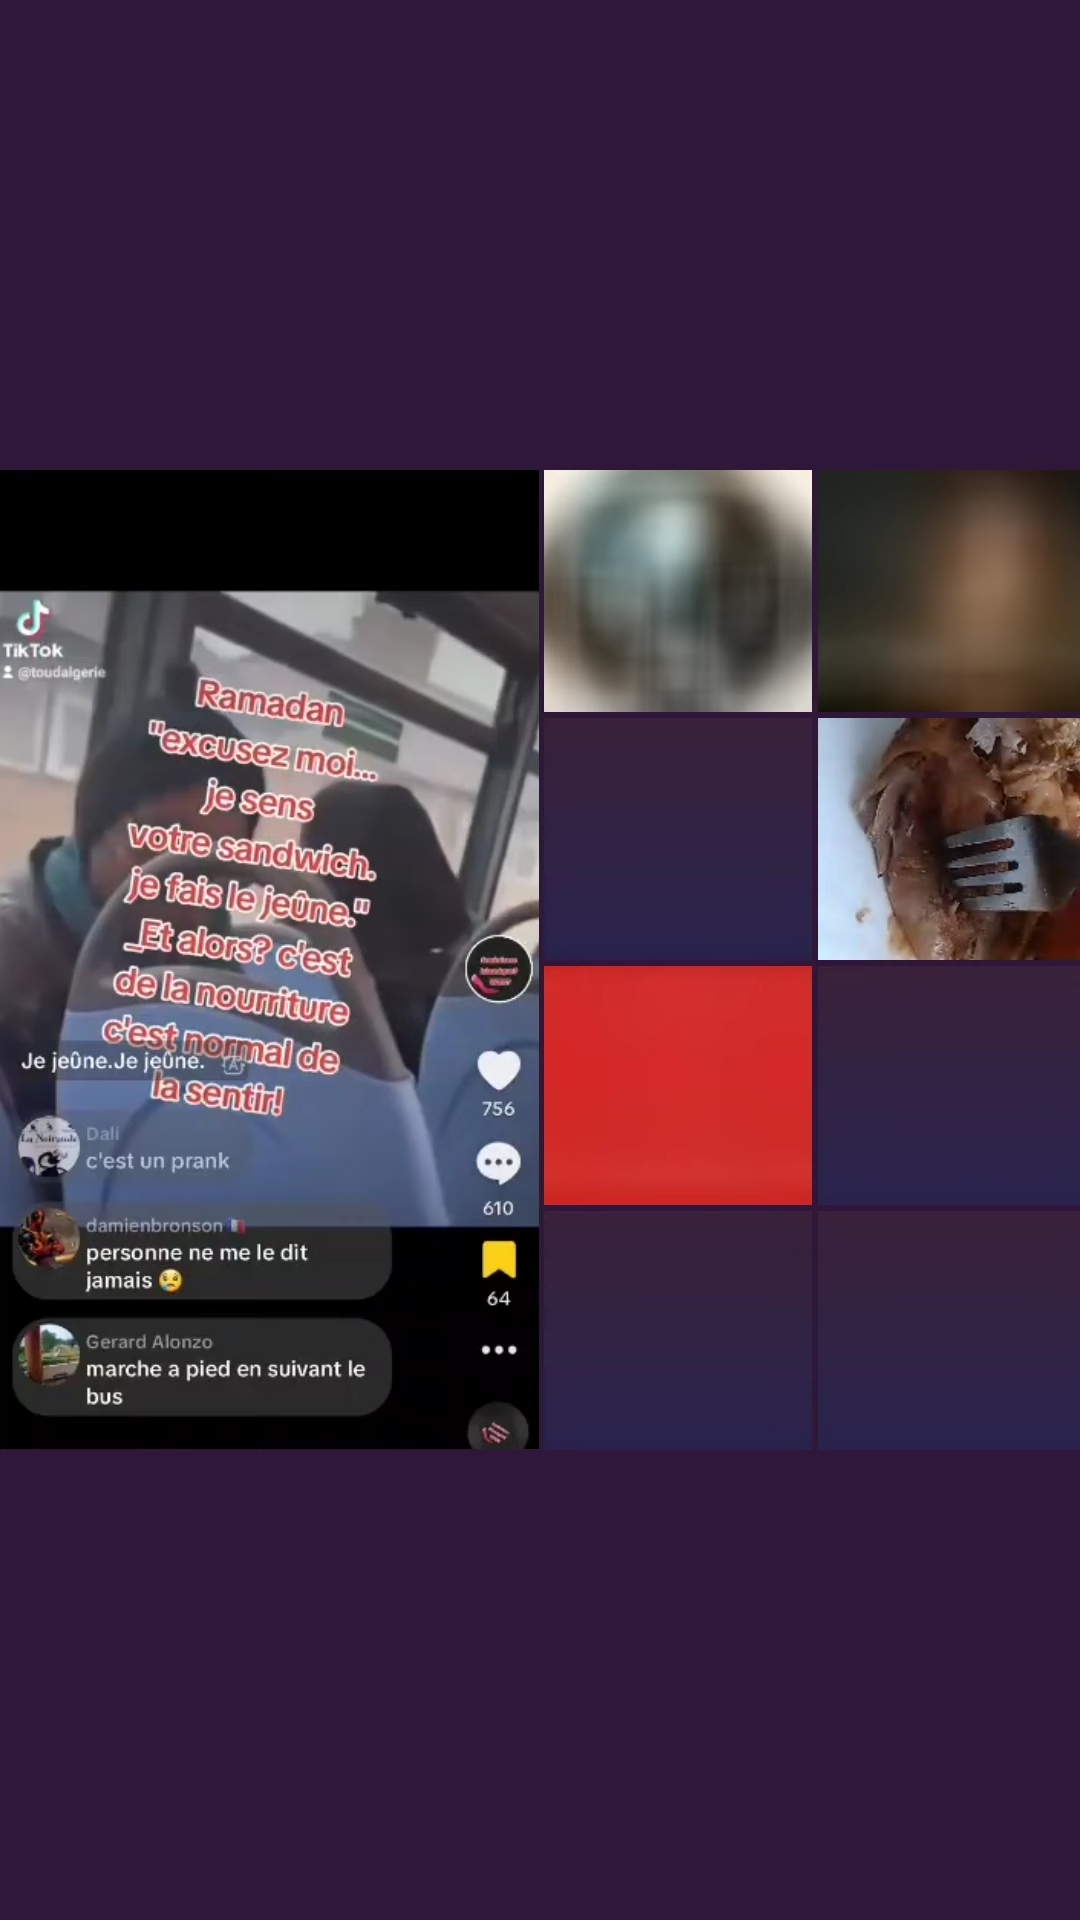 TikTok
@toudalgerie
Ramadan
"excusez moi...
je sens
votre sandwich.
je fais le jeûne."
_Et alors? c'est
de la nourriture
c'est normal de
la sentir!
Je jeûne.Je jeûne.
756
Dali
c'est un prank
610
damienbronson🇫🇷
personne ne me le dit
jamais 😢
64
Gerard Alonzo
marche a pied en suivant le
bus